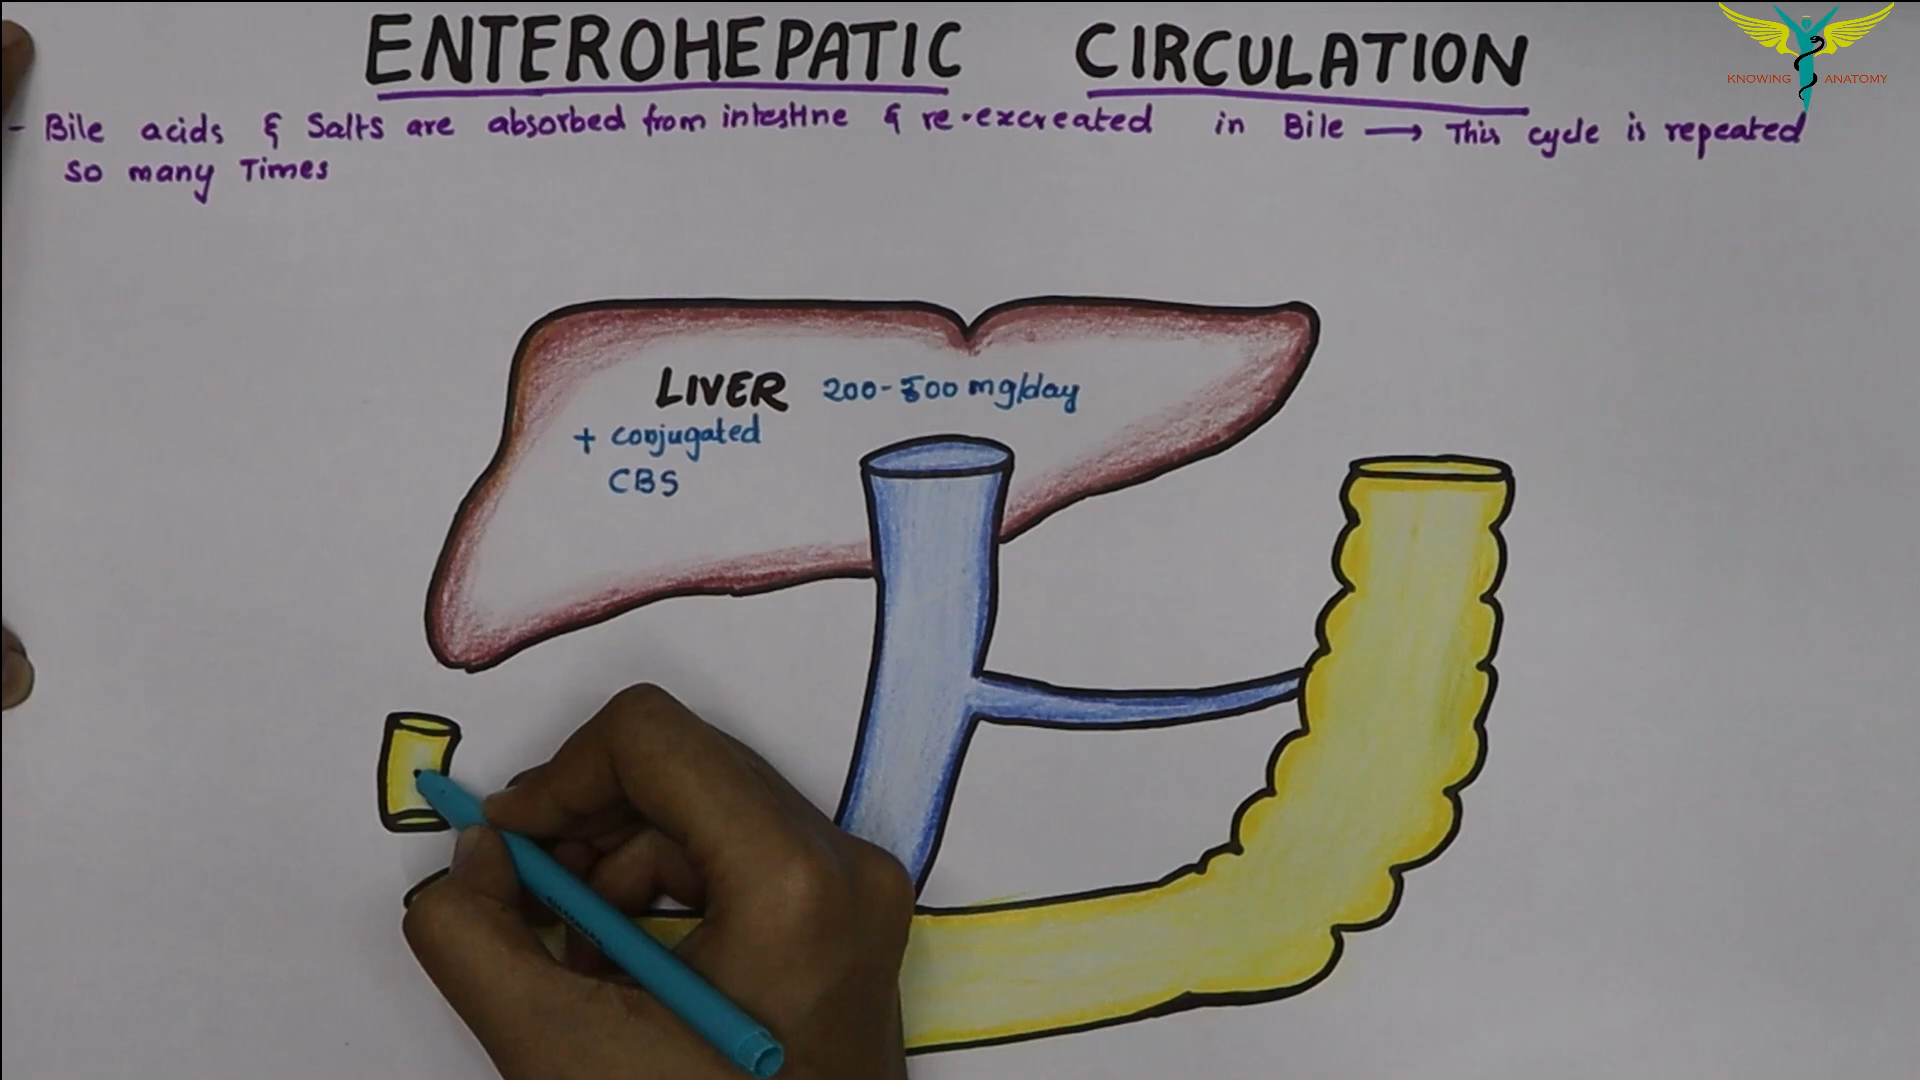 ENTEROHEPATIC CIRCULATION
KNOWING ANATOMY
- Bile acids & Salts are absorbed from intestine & re-excreated in Bile → This cycle is repeated
so many Times
LIVER 200-500 mg/day
+ conjugated
CBS